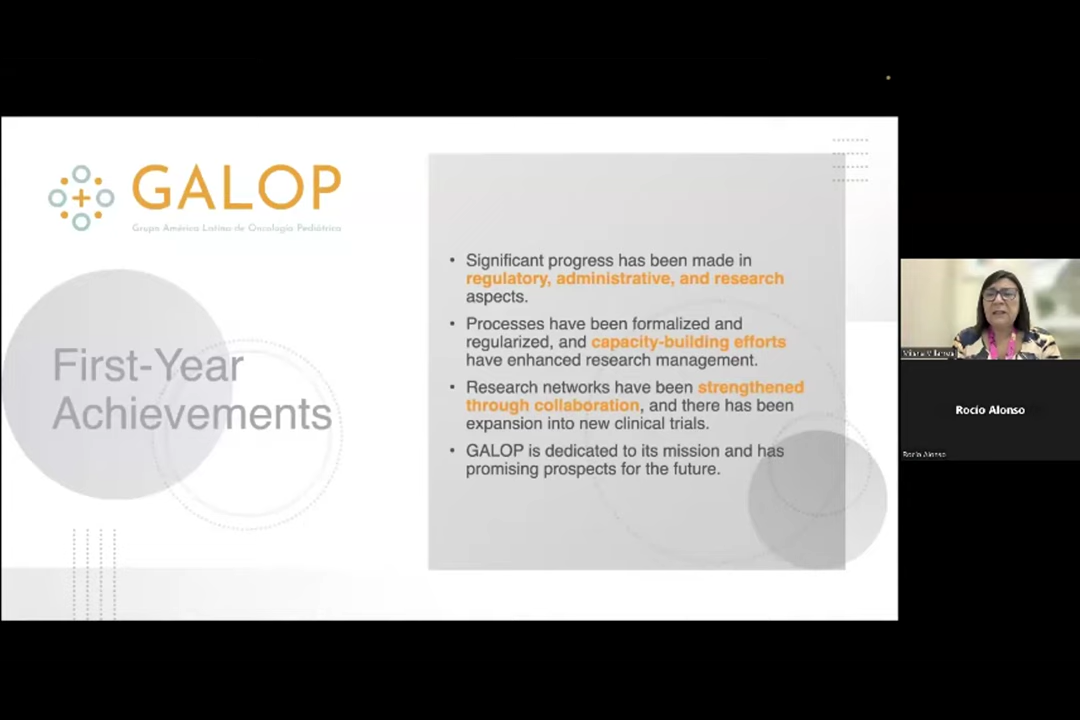 GALOP
Grupo América Latina de Oncología Pediátrica
First-Year
Achievements
• Significant progress has been made in
regulatory, administrative, and research
aspects.
• Processes have been formalized and
regularized, and capacity-building efforts
have enhanced research management.
• Research networks have been strengthened
through collaboration, and there has been
expansion into new clinical trials.
• GALOP is dedicated to its mission and has
promising prospects for the future.
Rocío Alonso
Rocío Alonso